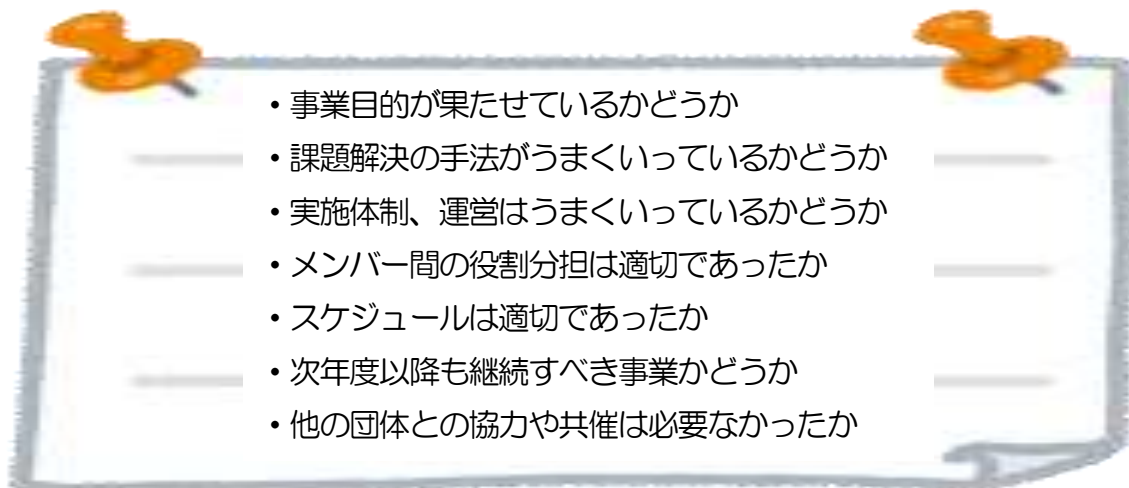 ・事業目的が果たせているかどうか
・課題解決の手法がうまくいっているかどうか
・実施体制、運営はうまくいっているかどうか
・メンバー間の役割分担は適切であったか
・スケジュールは適切であったか
・次年度以降も継続すべき事業かどうか
・他の団体との協力や共催は必要なかったか